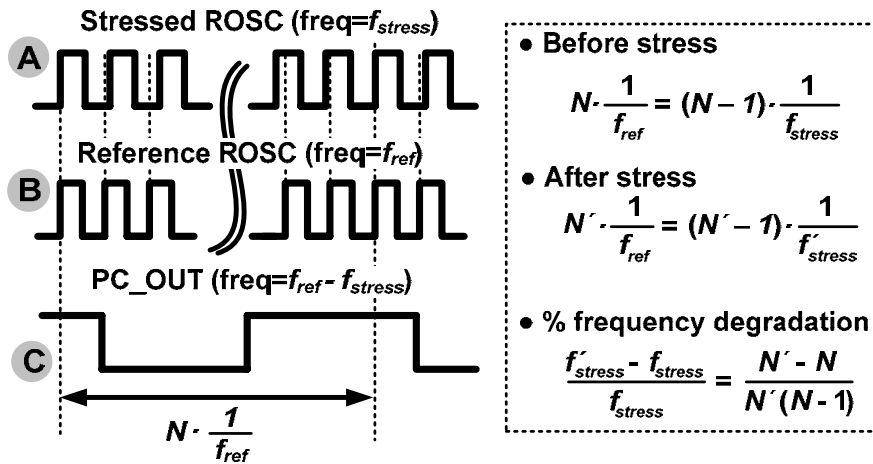 Stressed ROSC (freq=f_stress)
A
Reference ROSC (freq=f_ref)
B
PC_OUT (freq=f_ref - f_stress)
C
N · 1/f_ref
● Before stress
N · 1/f_ref = (N – 1) · 1/f_stress
● After stress
N´ · 1/f_ref = (N´ – 1) · 1/f´_stress
● % frequency degradation
(f´_stress - f_stress)/f_stress = (N´ - N)/(N´(N - 1))